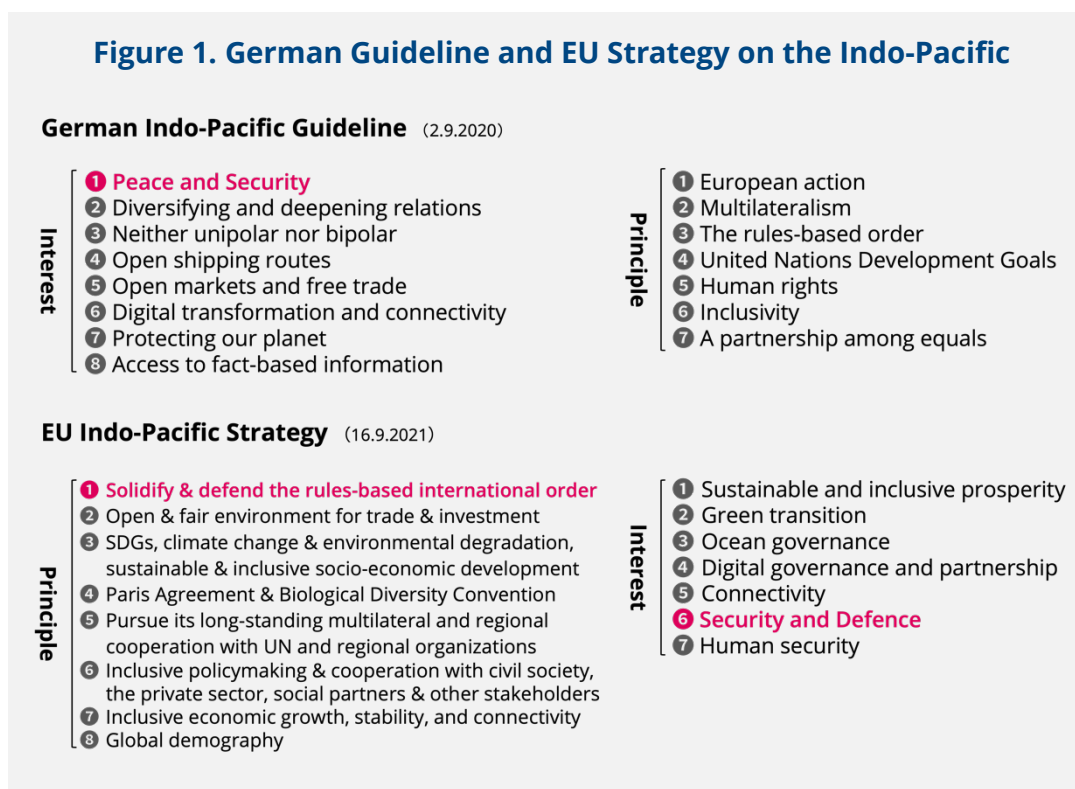 Figure 1. German Guideline and EU Strategy on the Indo-Pacific
German Indo-Pacific Guideline （2.9.2020）
Interest
❶ Peace and Security
❷ Diversifying and deepening relations
❸ Neither unipolar nor bipolar
❹ Open shipping routes
❺ Open markets and free trade
❻ Digital transformation and connectivity
❼ Protecting our planet
❽ Access to fact-based information
Principle
❶ European action
❷ Multilateralism
❸ The rules-based order
❹ United Nations Development Goals
❺ Human rights
❻ Inclusivity
❼ A partnership among equals
EU Indo-Pacific Strategy （16.9.2021）
Principle
❶ Solidify & defend the rules-based international order
❷ Open & fair environment for trade & investment
❸ SDGs, climate change & environmental degradation,
sustainable & inclusive socio-economic development
❹ Paris Agreement & Biological Diversity Convention
❺ Pursue its long-standing multilateral and regional
cooperation with UN and regional organizations
❻ Inclusive policymaking & cooperation with civil society,
the private sector, social partners & other stakeholders
❼ Inclusive economic growth, stability, and connectivity
❽ Global demography
Interest
❶ Sustainable and inclusive prosperity
❷ Green transition
❸ Ocean governance
❹ Digital governance and partnership
❺ Connectivity
❻ Security and Defence
❼ Human security